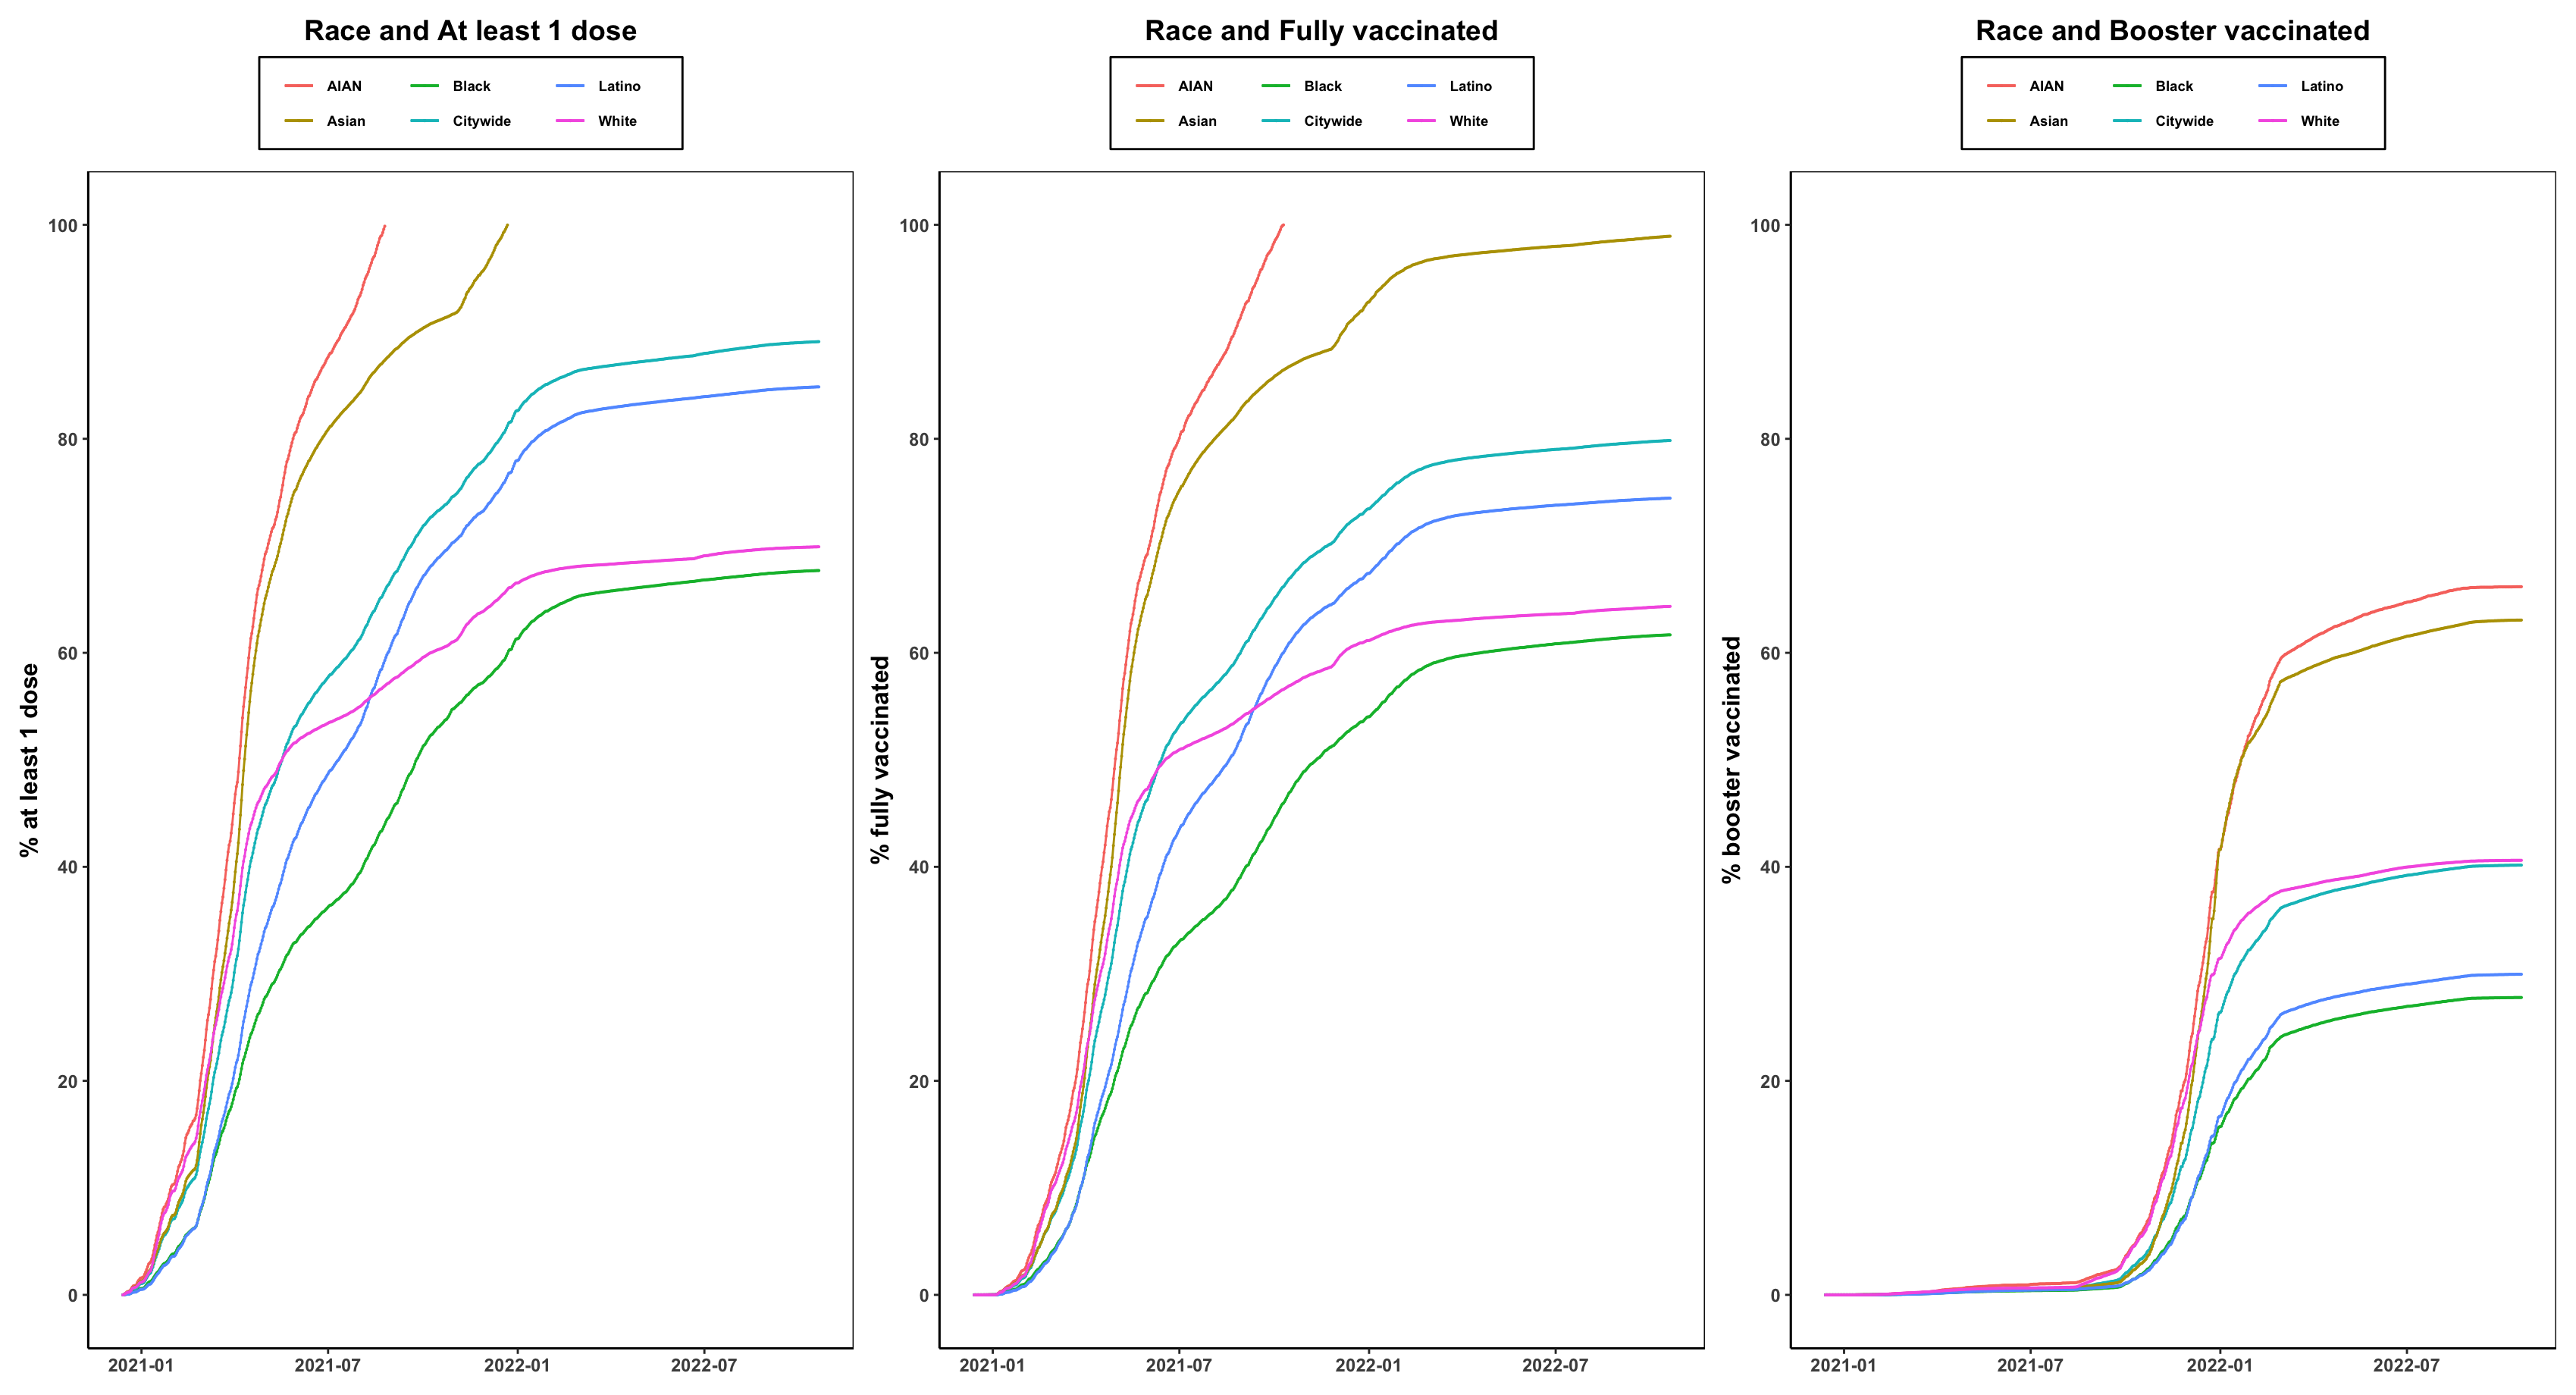 Race and At least 1 dose
AIAN Black Latino
Asian Citywide White
% at least 1 dose
100
80
60
40
20
0
2021-01 2021-07 2022-01 2022-07
Race and Fully vaccinated
AIAN Black Latino
Asian Citywide White
% fully vaccinated
100
80
60
40
20
0
2021-01 2021-07 2022-01 2022-07
Race and Booster vaccinated
AIAN Black Latino
Asian Citywide White
% booster vaccinated
100
80
60
40
20
0
2021-01 2021-07 2022-01 2022-07